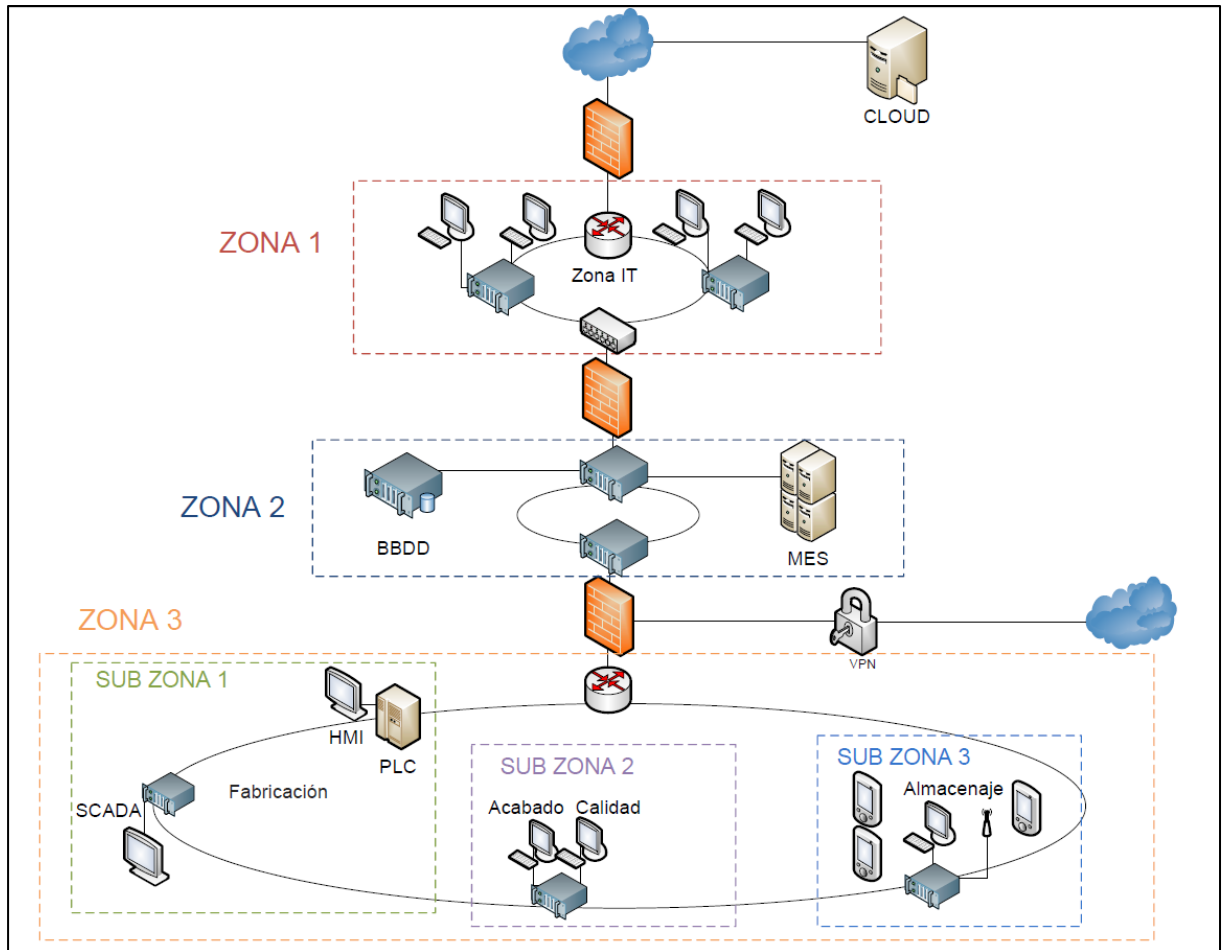 CLOUD
ZONA 1
Zona IT
ZONA 2
BBDD
MES
ZONA 3
VPN
SUB ZONA 1
HMI
PLC
SUB ZONA 2
SUB ZONA 3
Fabricación
Almacenaje
SCADA
Acabado Calidad